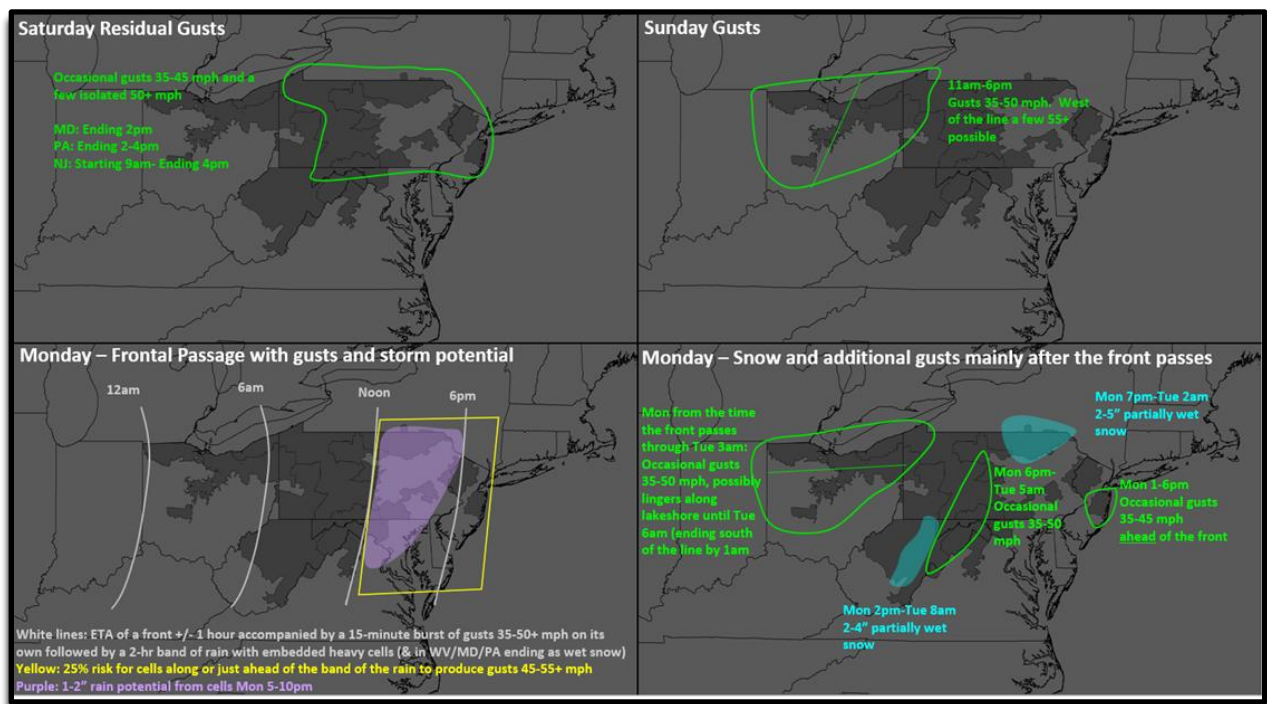 Saturday Residual Gusts
Occasional gusts 35-45 mph and a
few isolated 50+ mph
MD: Ending 2pm
PA: Ending 2-4pm
NJ: Starting 9am- Ending 4pm
Sunday Gusts
11am-6pm
Gusts 35-50 mph.  West
of the line a few 55+
possible
Monday – Frontal Passage with gusts and storm potential
12am
6am
Noon
6pm
White lines: ETA of a front +/- 1 hour accompanied by a 15-minute burst of gusts 35-50+ mph on its
own followed by a 2-hr band of rain with embedded heavy cells (& in WV/MD/PA ending as wet snow)
Yellow: 25% risk for cells along or just ahead of the band of the rain to produce gusts 45-55+ mph
Purple: 1-2” rain potential from cells Mon 5-10pm
Monday – Snow and additional gusts mainly after the front passes
Mon from the time
the front passes
through Tue 3am:
Occasional gusts
35-50 mph, possibly
lingers along
lakeshore until Tue
6am (ending south
of the line by 1am
Mon 7pm-Tue 2am
2-5” partially wet
snow
Mon 6pm-
Tue 5am
Occasional
gusts 35-50
mph
Mon 1-6pm
Occasional gusts
35-45 mph
ahead of the front
Mon 2pm-Tue 8am
2-4” partially wet
snow